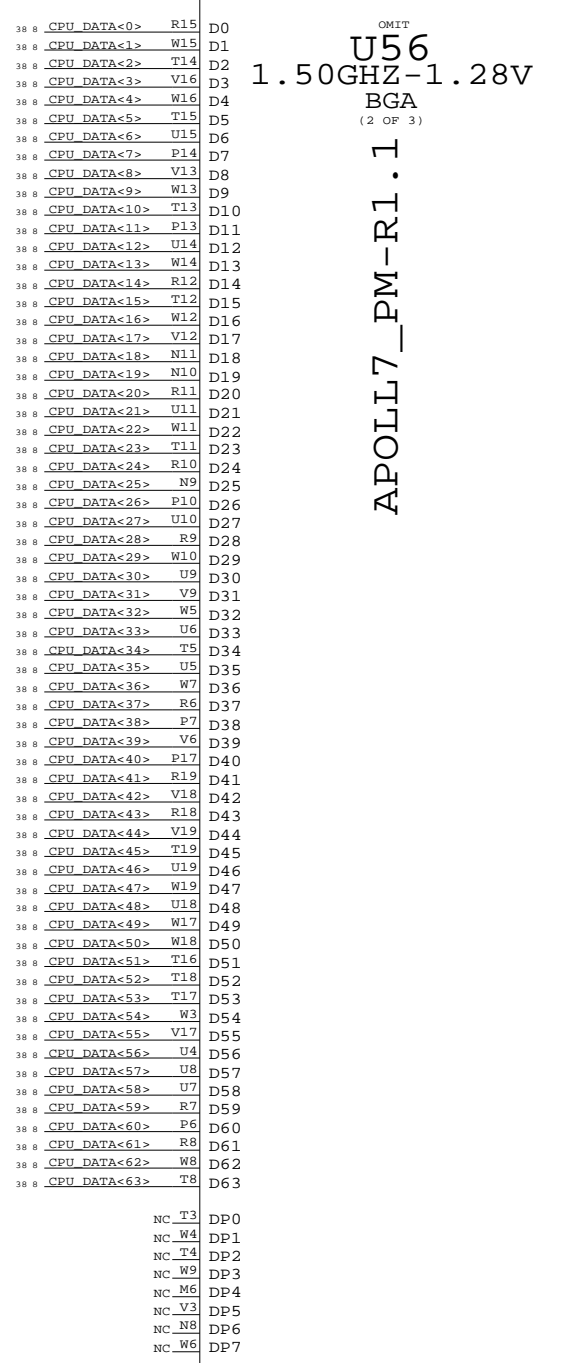 OMIT
U56
1.50GHZ-1.28V
BGA
(2 OF 3)
APOLL7_PM-R1.1
38 8 CPU_DATA<0> R15 D0
38 8 CPU_DATA<1> W15 D1
38 8 CPU_DATA<2> T14 D2
38 8 CPU_DATA<3> V16 D3
38 8 CPU_DATA<4> W16 D4
38 8 CPU_DATA<5> T15 D5
38 8 CPU_DATA<6> U15 D6
38 8 CPU_DATA<7> P14 D7
38 8 CPU_DATA<8> V13 D8
38 8 CPU_DATA<9> W13 D9
38 8 CPU_DATA<10> T13 D10
38 8 CPU_DATA<11> P13 D11
38 8 CPU_DATA<12> U14 D12
38 8 CPU_DATA<13> W14 D13
38 8 CPU_DATA<14> R12 D14
38 8 CPU_DATA<15> T12 D15
38 8 CPU_DATA<16> W12 D16
38 8 CPU_DATA<17> V12 D17
38 8 CPU_DATA<18> N11 D18
38 8 CPU_DATA<19> N10 D19
38 8 CPU_DATA<20> R11 D20
38 8 CPU_DATA<21> U11 D21
38 8 CPU_DATA<22> W11 D22
38 8 CPU_DATA<23> T11 D23
38 8 CPU_DATA<24> R10 D24
38 8 CPU_DATA<25> N9 D25
38 8 CPU_DATA<26> P10 D26
38 8 CPU_DATA<27> U10 D27
38 8 CPU_DATA<28> R9 D28
38 8 CPU_DATA<29> W10 D29
38 8 CPU_DATA<30> U9 D30
38 8 CPU_DATA<31> V9 D31
38 8 CPU_DATA<32> W5 D32
38 8 CPU_DATA<33> U6 D33
38 8 CPU_DATA<34> T5 D34
38 8 CPU_DATA<35> U5 D35
38 8 CPU_DATA<36> W7 D36
38 8 CPU_DATA<37> R6 D37
38 8 CPU_DATA<38> P7 D38
38 8 CPU_DATA<39> V6 D39
38 8 CPU_DATA<40> P17 D40
38 8 CPU_DATA<41> R19 D41
38 8 CPU_DATA<42> V18 D42
38 8 CPU_DATA<43> R18 D43
38 8 CPU_DATA<44> V19 D44
38 8 CPU_DATA<45> T19 D45
38 8 CPU_DATA<46> U19 D46
38 8 CPU_DATA<47> W19 D47
38 8 CPU_DATA<48> U18 D48
38 8 CPU_DATA<49> W17 D49
38 8 CPU_DATA<50> W18 D50
38 8 CPU_DATA<51> T16 D51
38 8 CPU_DATA<52> T18 D52
38 8 CPU_DATA<53> T17 D53
38 8 CPU_DATA<54> W3 D54
38 8 CPU_DATA<55> V17 D55
38 8 CPU_DATA<56> U4 D56
38 8 CPU_DATA<57> U8 D57
38 8 CPU_DATA<58> U7 D58
38 8 CPU_DATA<59> R7 D59
38 8 CPU_DATA<60> P6 D60
38 8 CPU_DATA<61> R8 D61
38 8 CPU_DATA<62> W8 D62
38 8 CPU_DATA<63> T8 D63
NC T3 DP0
NC W4 DP1
NC T4 DP2
NC W9 DP3
NC M6 DP4
NC V3 DP5
NC N8 DP6
NC W6 DP7